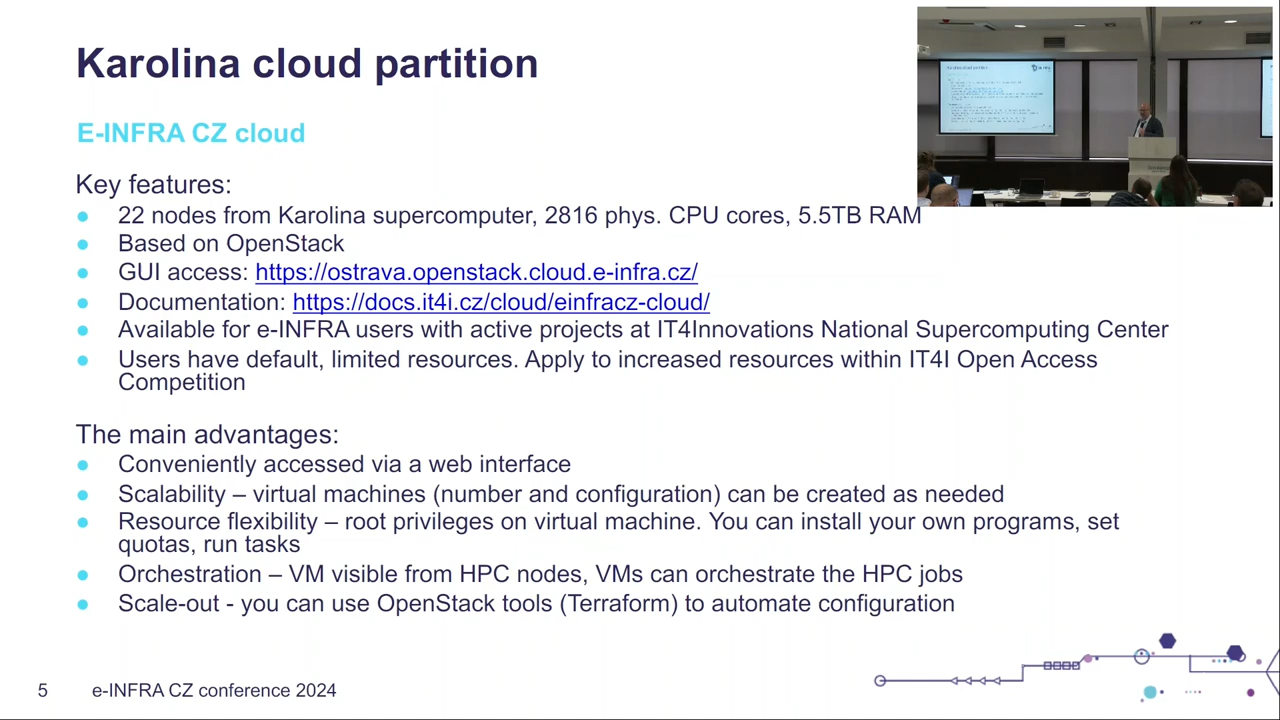 Karolina cloud partition
E-INFRA CZ cloud
Key features:
● 22 nodes from Karolina supercomputer, 2816 phys. CPU cores, 5.5TB RAM
● Based on OpenStack
● GUI access: https://ostrava.openstack.cloud.e-infra.cz/
● Documentation: https://docs.it4i.cz/cloud/einfracz-cloud/
● Available for e-INFRA users with active projects at IT4Innovations National Supercomputing Center
● Users have default, limited resources. Apply to increased resources within IT4I Open Access
Competition
The main advantages:
● Conveniently accessed via a web interface
● Scalability – virtual machines (number and configuration) can be created as needed
● Resource flexibility – root privileges on virtual machine. You can install your own programs, set
quotas, run tasks
● Orchestration – VM visible from HPC nodes, VMs can orchestrate the HPC jobs
● Scale-out - you can use OpenStack tools (Terraform) to automate configuration
5 e-INFRA CZ conference 2024